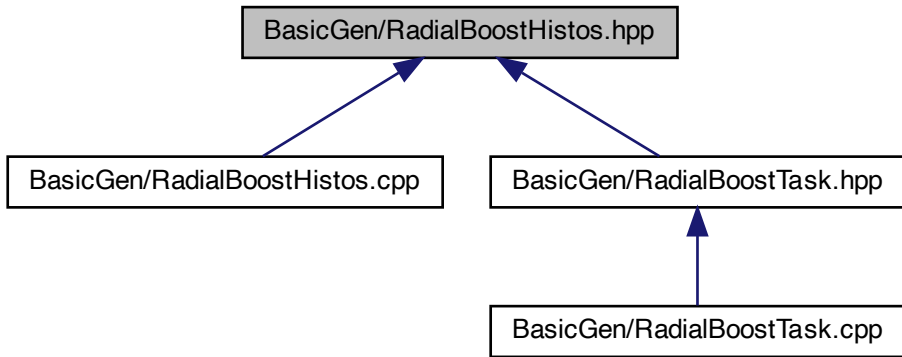 BasicGen/RadialBoostHistos.hpp
BasicGen/RadialBoostHistos.cpp
BasicGen/RadialBoostTask.hpp
BasicGen/RadialBoostTask.cpp